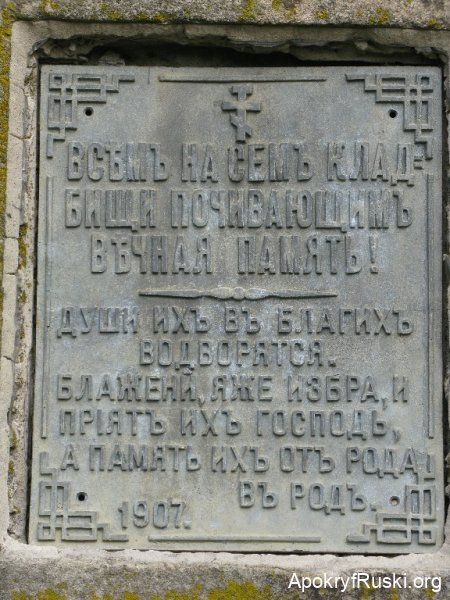 ВСѢМЪ НА СЕМЪ КЛАД-
БИЩИ ПОЧИВАЮЩИМЪ
ВѢЧНАЯ ПАМЯТЬ!
ДУШИ ИХЪ ВЪ БЛАГИХЪ
ВОДВОРЯТСЯ.
БЛАЖЕНИ, ЯЖЕ ИЗБРА, И
ПРІЯТЪ ИХЪ ГОСПОДЬ,
А ПАМЯТЬ ИХЪ ОТЪ РОДА
ВЪ РОДЪ.
1907.
ApokryfRuski.org